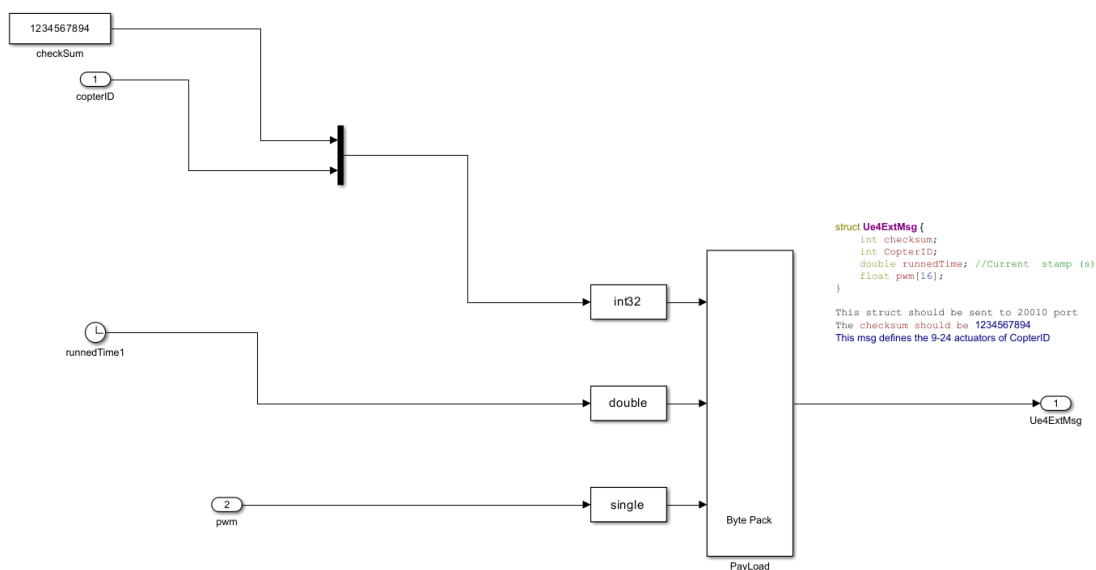 1234567894
checkSum
1
copterID
int32
runnedTime1
double
2
pwm
single
Byte Pack
PayLoad
1
Ue4ExtMsg
struct Ue4ExtMsg {
int checksum;
int CopterID;
double runnedTime; //Current stamp (s)
float pwm[16];
}
This struct should be sent to 20010 port
The checksum should be 1234567894
This msg defines the 9-24 actuators of CopterID